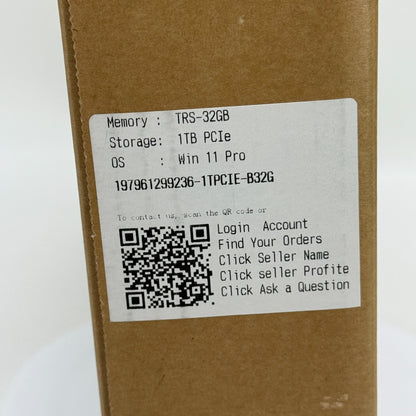 Memory : TRS-32GB
Storage: 1TB PCIe
OS : Win 11 Pro
197961299236-1TPCIE-B32G
To contact us, scan the QR code or
Login Account
Find Your Orders
Click Seller Name
Click seller Profite
Click Ask a Question